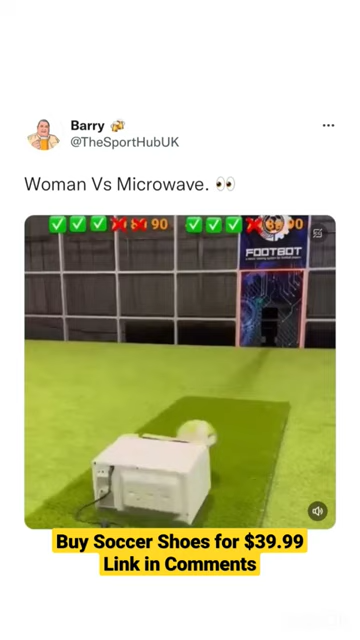 Barry 🍻
@TheSportHubUK
Woman Vs Microwave. 👀
90
FOOTBOT
Buy Soccer Shoes for $39.99
Link in Comments